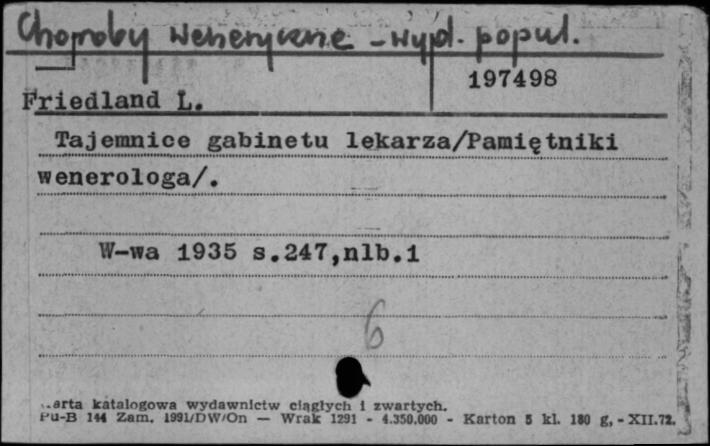 Choroby weneryczne - wyd. popul.
197498
Friedland L.
Tajemnice gabinetu lekarza/Pamiętniki
wenerologa/.
W-wa 1935 s.247,nlb.1
6
Karta katalogowa wydawnictw ciągłych i zwartych.
Pu-B 144 Zam. 1991/DW/On — Wrak 1291 - 4.350.000 - Karton 5 kl. 180 g, - XII.72.